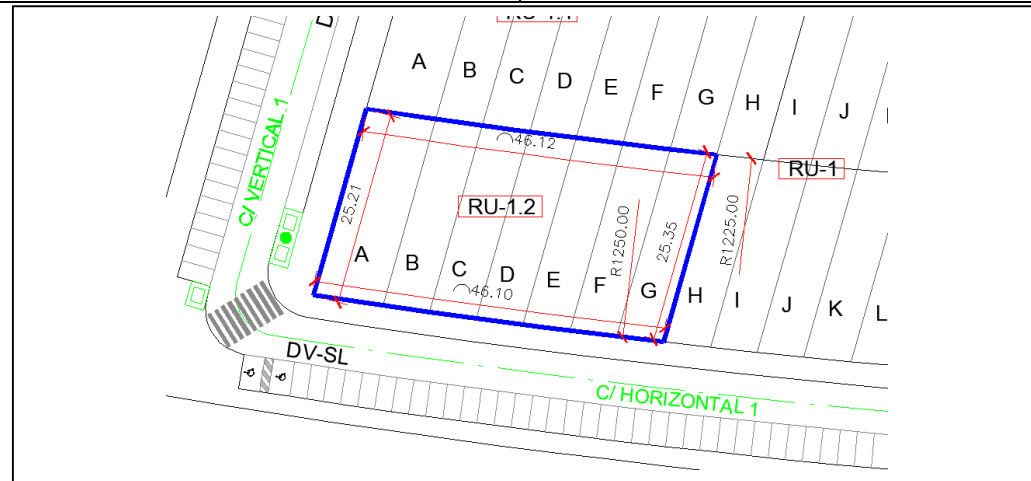 A B C D E F G H I J
46.12
RU-1
C/ VERTICAL 1
25.21
RU-1.2
R1250.00
25.35
R1225.00
A B C D E F G H I J K L
46.10
DV-SL
C/ HORIZONTAL 1